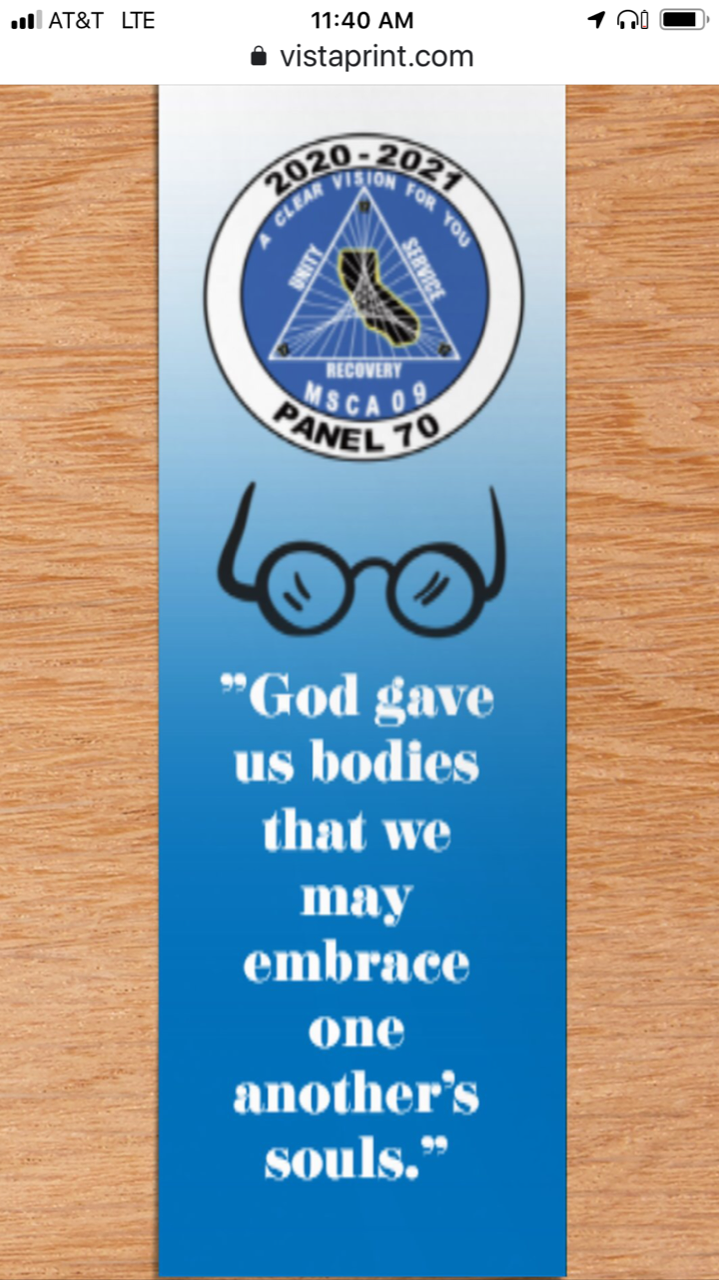 AT&T LTE 11:40 AM
vistaprint.com
2020-2021
A CLEAR VISION FOR YOU
UNITY
SERVICE
RECOVERY
MSCA 09
PANEL 70
”God gave
us bodies
that we
may
embrace
one
another’s
souls.”